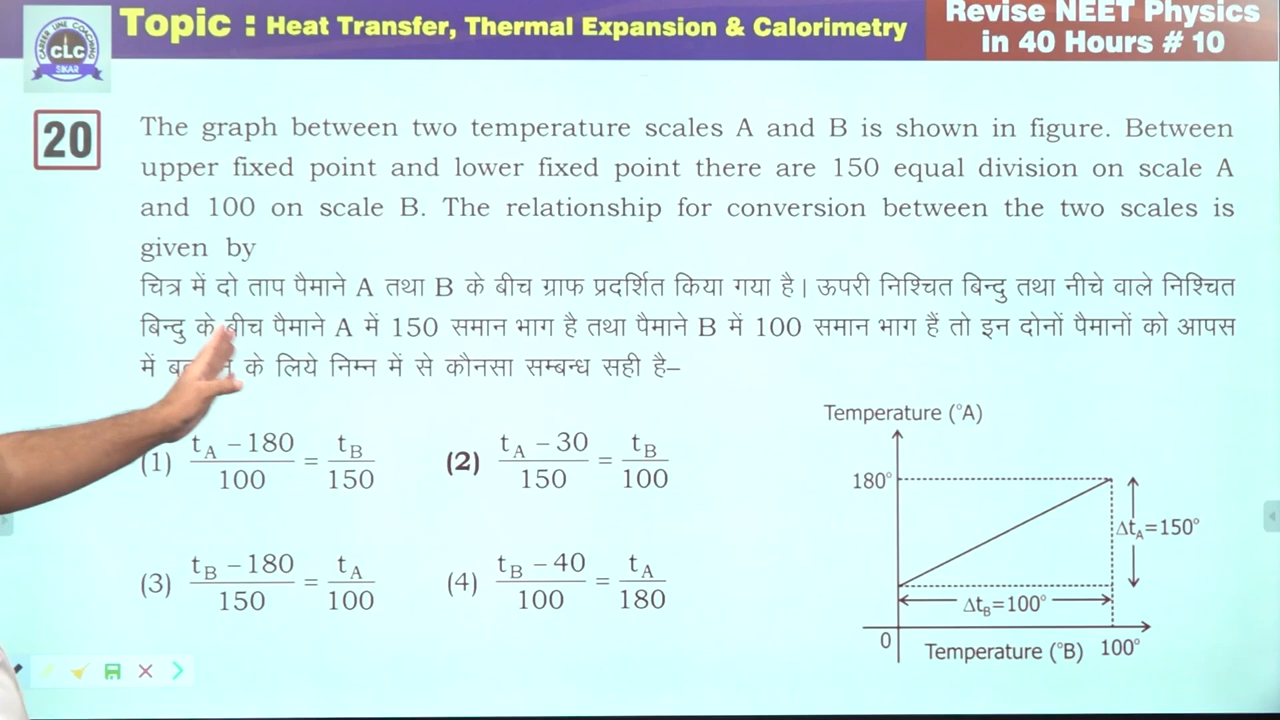 CAREER LINE COACHING
CLC
SIKAR
Topic : Heat Transfer, Thermal Expansion & Calorimetry
Revise NEET Physics
in 40 Hours # 10
20
The graph between two temperature scales A and B is shown in figure. Between
upper fixed point and lower fixed point there are 150 equal division on scale A
and 100 on scale B. The relationship for conversion between the two scales is
given by
चित्र में दो ताप पैमाने A तथा B के बीच ग्राफ प्रदर्शित किया गया है। ऊपरी निश्चित बिन्दु तथा नीचे वाले निश्चित
बिन्दु के बीच पैमाने A में 150 समान भाग है तथा पैमाने B में 100 समान भाग हैं तो इन दोनों पैमानों को आपस
में के लिये निम्न में से कौनसा सम्बन्ध सही है–
(1) (t_A – 180)/100 = t_B/150
(2) (t_A – 30)/150 = t_B/100
(3) (t_B – 180)/150 = t_A/100
(4) (t_B – 40)/100 = t_A/180
Temperature (°A)
180°
Δt_A=150°
Δt_B=100°
0
Temperature (°B) 100°